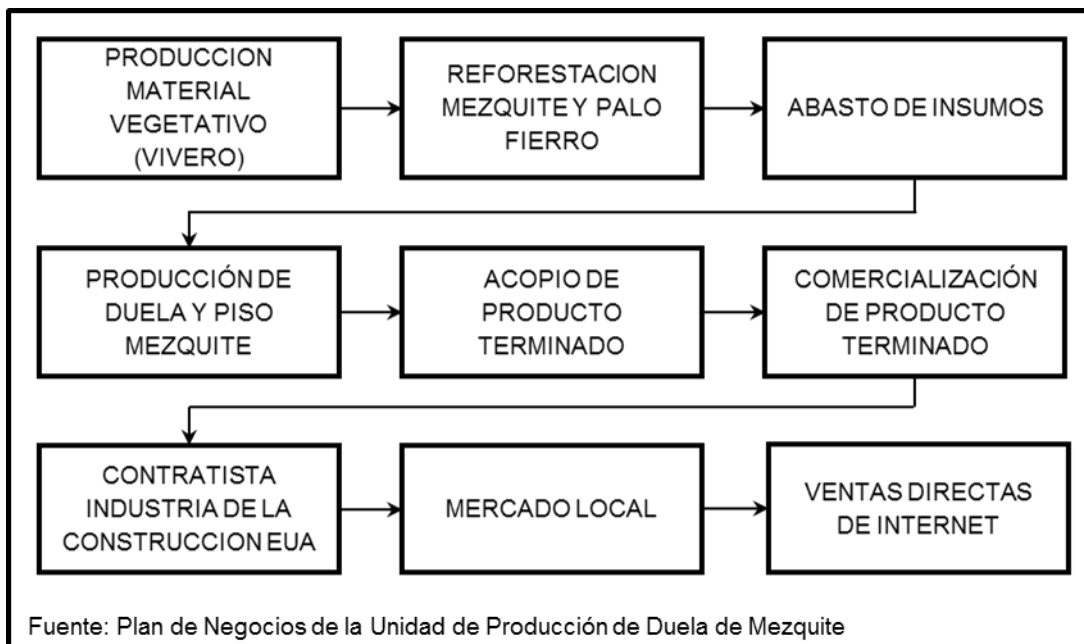 PRODUCCION
MATERIAL
VEGETATIVO
(VIVERO)
REFORESTACION
MEZQUITE Y PALO
FIERRO
ABASTO DE INSUMOS
PRODUCCIÓN DE
DUELA Y PISO
MEZQUITE
ACOPIO DE
PRODUCTO
TERMINADO
COMERCIALIZACIÓN
DE PRODUCTO
TERMINADO
CONTRATISTA
INDUSTRIA DE LA
CONSTRUCCION EUA
MERCADO LOCAL
VENTAS DIRECTAS
DE INTERNET
Fuente: Plan de Negocios de la Unidad de Producción de Duela de Mezquite